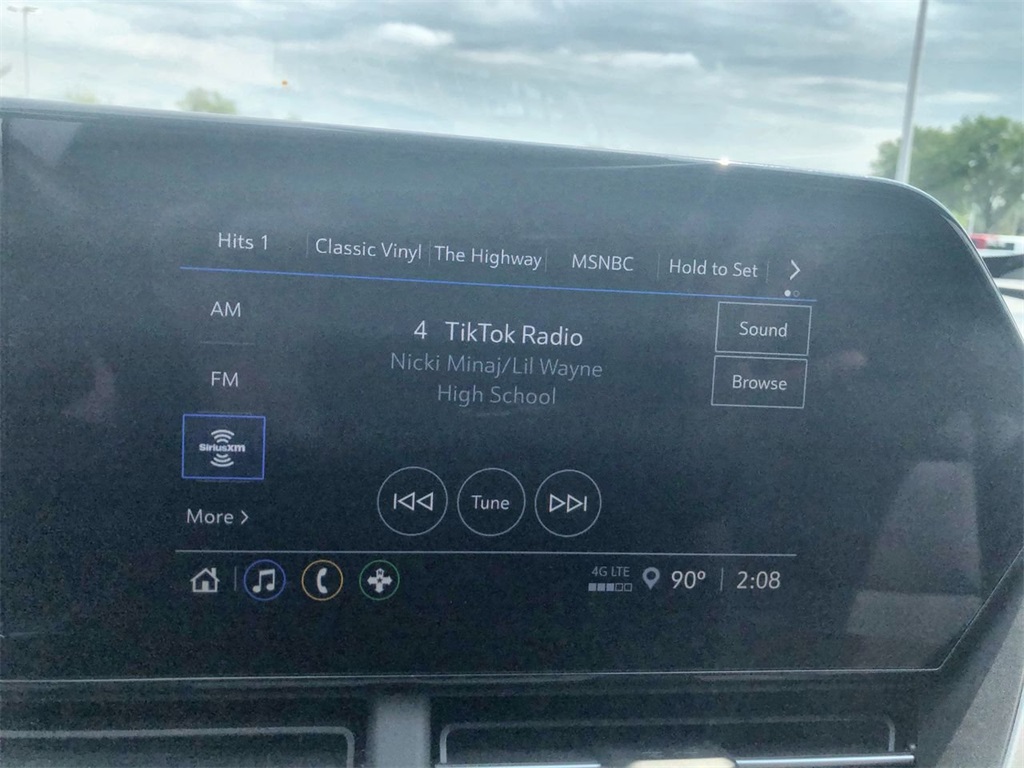 Hits 1
Classic Vinyl
The Highway
MSNBC
Hold to Set
AM
4 TikTok Radio
Sound
Nicki Minaj/Lil Wayne
FM
High School
Browse
SiriusXM
Tune
More
4G LTE
90°
2:08